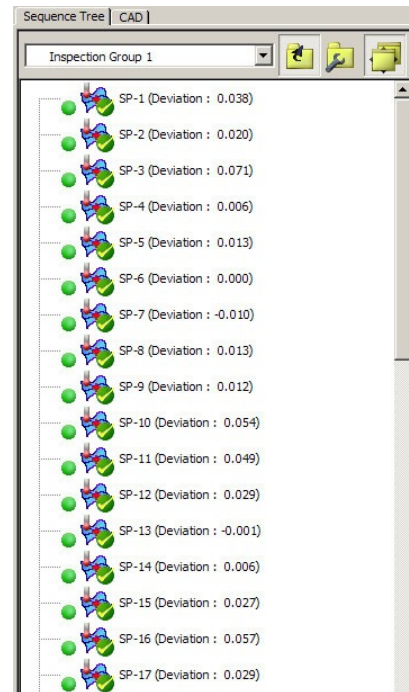 Sequence Tree CAD
Inspection Group 1
SP-1 (Deviation : 0.038)
SP-2 (Deviation : 0.020)
SP-3 (Deviation : 0.071)
SP-4 (Deviation : 0.006)
SP-5 (Deviation : 0.013)
SP-6 (Deviation : 0.000)
SP-7 (Deviation : -0.010)
SP-8 (Deviation : 0.013)
SP-9 (Deviation : 0.012)
SP-10 (Deviation : 0.054)
SP-11 (Deviation : 0.049)
SP-12 (Deviation : 0.029)
SP-13 (Deviation : -0.001)
SP-14 (Deviation : 0.006)
SP-15 (Deviation : 0.027)
SP-16 (Deviation : 0.057)
SP-17 (Deviation : 0.029)